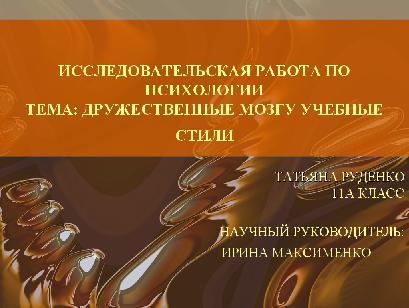 ИССЛЕДОВАТЕЛЬСКАЯ РАБОТА ПО
ПСИХОЛОГИИ
ТЕМА: ДРУЖЕСТВЕННЫЕ МОЗГУ УЧЕБНЫЕ
СТИЛИ
ТАТЬЯНА РУДЕНКО
11А КЛАСС
НАУЧНЫЙ РУКОВОДИТЕЛЬ:
ИРИНА МАКСИМЕНКО